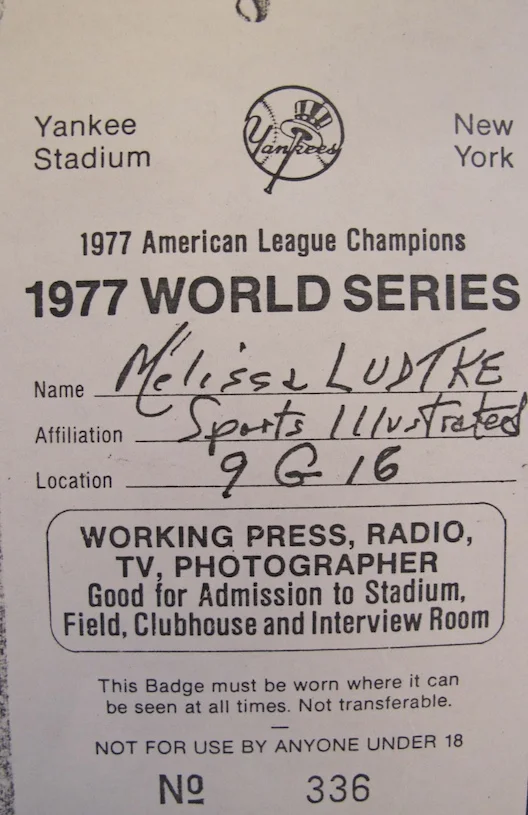 Yankee Stadium
Yankees
New York
1977 American League Champions
1977 WORLD SERIES
Name Melissa LUDTKE
Affiliation Sports Illustrated
Location 9 G 16
WORKING PRESS, RADIO,
TV, PHOTOGRAPHER
Good for Admission to Stadium,
Field, Clubhouse and Interview Room
This Badge must be worn where it can
be seen at all times. Not transferable.
NOT FOR USE BY ANYONE UNDER 18
Nº 336